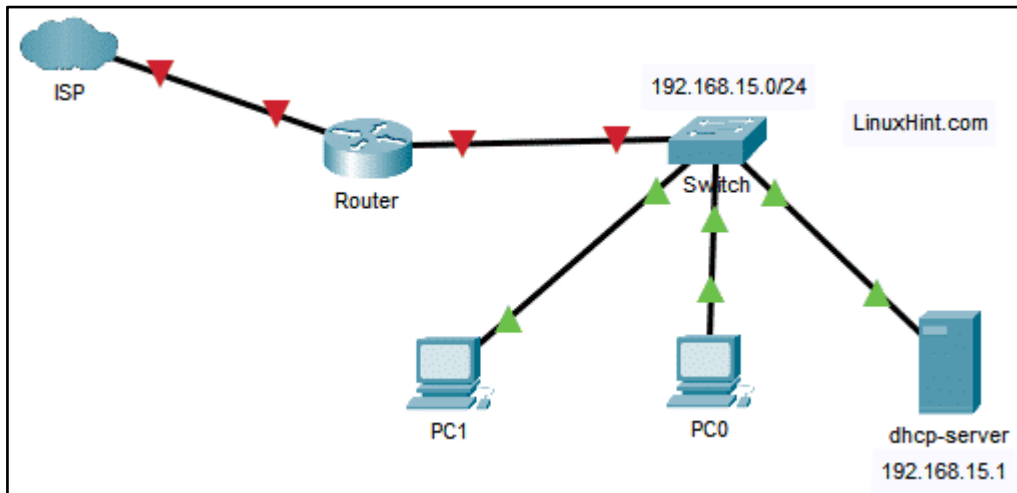 ISP
192.168.15.0/24
LinuxHint.com
Router
Switch
PC1
PC0
dhcp-server
192.168.15.1